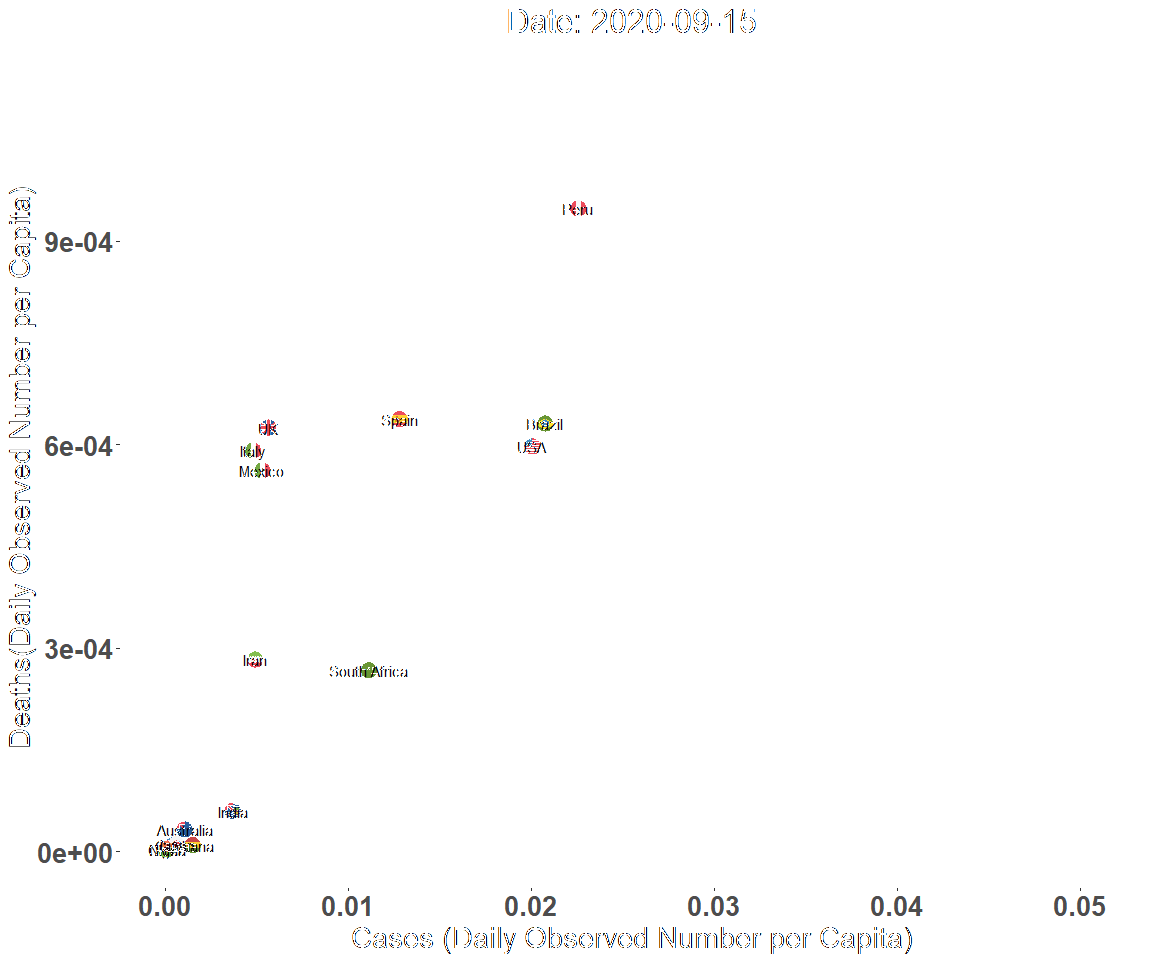 Date: 2020-09-15
Deaths(Daily Observed Number per Capita)
9e-04
6e-04
3e-04
0e+00
Peru
Spain
Brazil
UK
USA
Italy
Mexico
Iran
South Africa
India
Australia
0.00 0.01 0.02 0.03 0.04 0.05
Cases (Daily Observed Number per Capita)